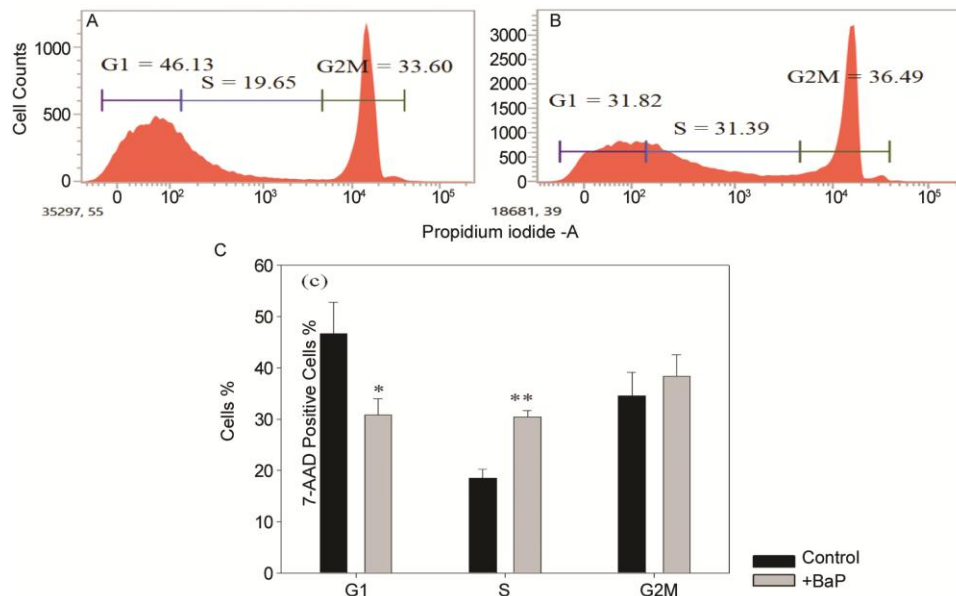 A
Cell Counts
1000
500
0
G1 = 46.13
S = 19.65
G2M = 33.60
0 10² 10³ 10⁴ 10⁵
35297, 55
B
3000
2500
2000
1500
1000
500
0
G1 = 31.82
S = 31.39
G2M = 36.49
0 10² 10³ 10⁴ 10⁵
18681, 39
Propidium iodide -A
C
(c)
Cells %
7-AAD Positive Cells %
60
50
40
30
20
10
0
*
**
G1 S G2M
Control
+BaP